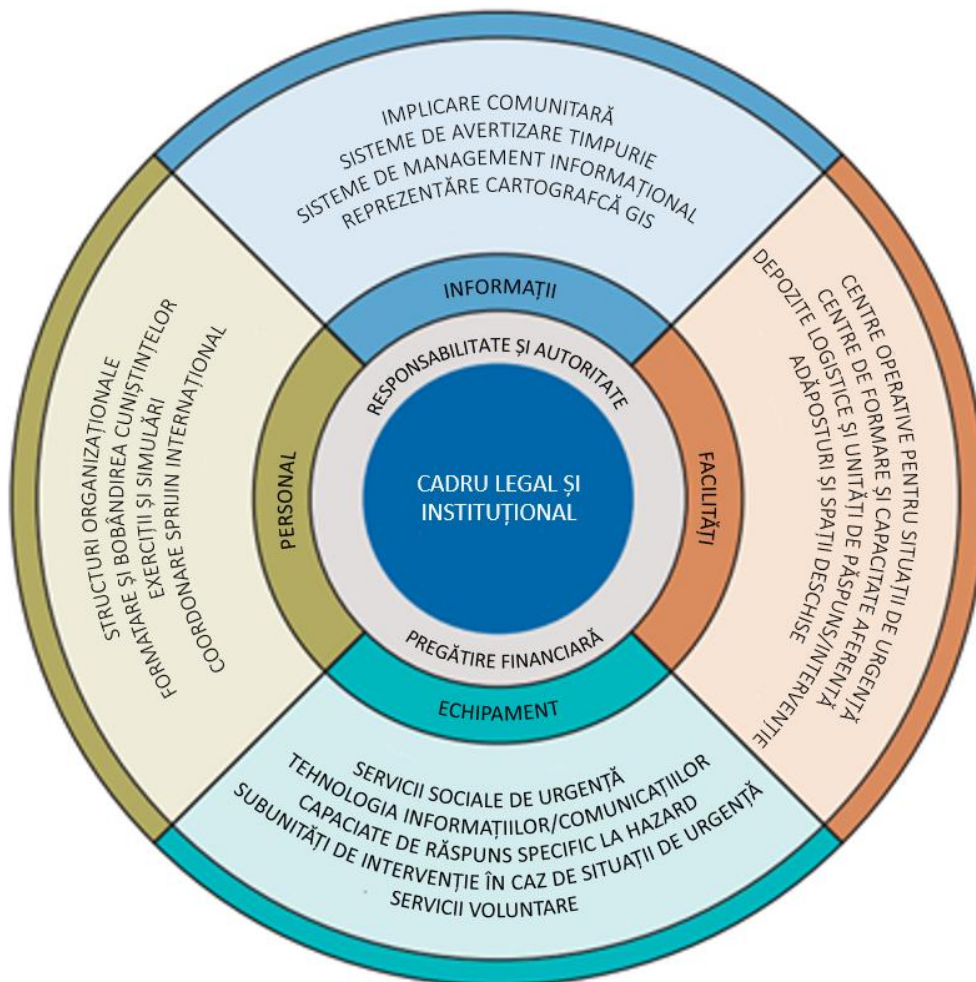 IMPLICARE COMUNITARĂ
SISTEME DE AVERTIZARE TIMPURIE
SISTEME DE MANAGEMENT INFORMAȚIONAL
REPREZENTĂRE CARTOGRAFCĂ GIS
INFORMAȚII
RESPONSABILITATE ȘI AUTORITATE
CADRU LEGAL ȘI
INSTITUȚIONAL
PREGĂTIRE FINANCIARĂ
PERSONAL
STRUCTURI ORGANIZAȚIONALE
FORMATARE ȘI BOBÂNDIREA CUNIȘTINȚELOR
EXERCIȚII ȘI SIMULĂRI
COORDONARE SPRIJIN INTERNAȚIONAL
FACILITĂȚI
CENTRE OPERATIVE PENTRU SITUAȚII DE URGENȚĂ
CENTRE DE FORMARE ȘI CAPACITATE AFERENTĂ
DEPOZITE LOGISTICE ȘI UNITĂȚI DE PĂSPUNS/INTERVENȚIE
ADĂPOSTURI ȘI SPAȚII DESCHISE
ECHIPAMENT
SERVICII SOCIALE DE URGENȚĂ
TEHNOLOGIA INFORMAȚIILOR/COMUNICAȚIILOR
CAPACIATE DE RĂSPUNS SPECIFIC LA HAZARD
SUBUNITĂȚI DE INTERVENȚIE ÎN CAZ DE SITUAȚII DE URGENȚĂ
SERVICII VOLUNTARE